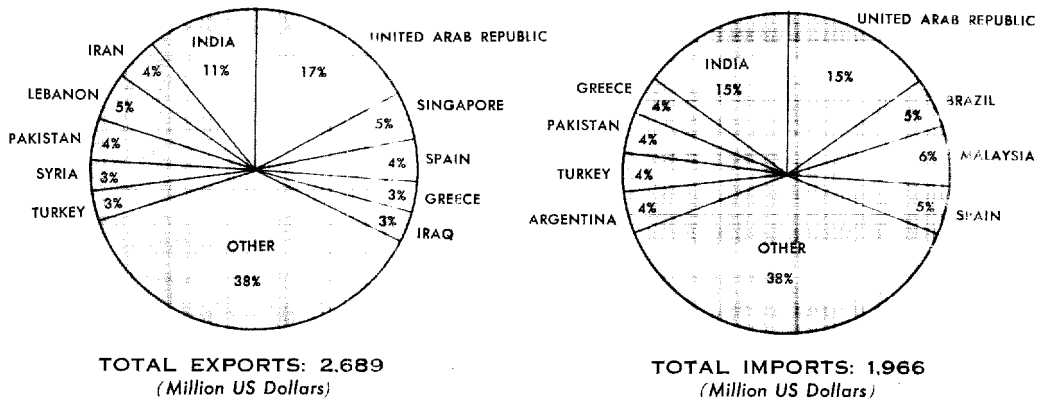 UNITED ARAB REPUBLIC
17%
SINGAPORE
5%
SPAIN
4%
GREECE
3%
IRAQ
3%
OTHER
38%
TURKEY
3%
SYRIA
3%
PAKISTAN
4%
LEBANON
5%
IRAN
4%
INDIA
11%
TOTAL EXPORTS: 2,689
(Million US Dollars)
UNITED ARAB REPUBLIC
15%
BRAZIL
5%
MALAYSIA
6%
SPAIN
5%
OTHER
38%
ARGENTINA
4%
TURKEY
4%
PAKISTAN
4%
GREECE
4%
INDIA
15%
TOTAL IMPORTS: 1,966
(Million US Dollars)